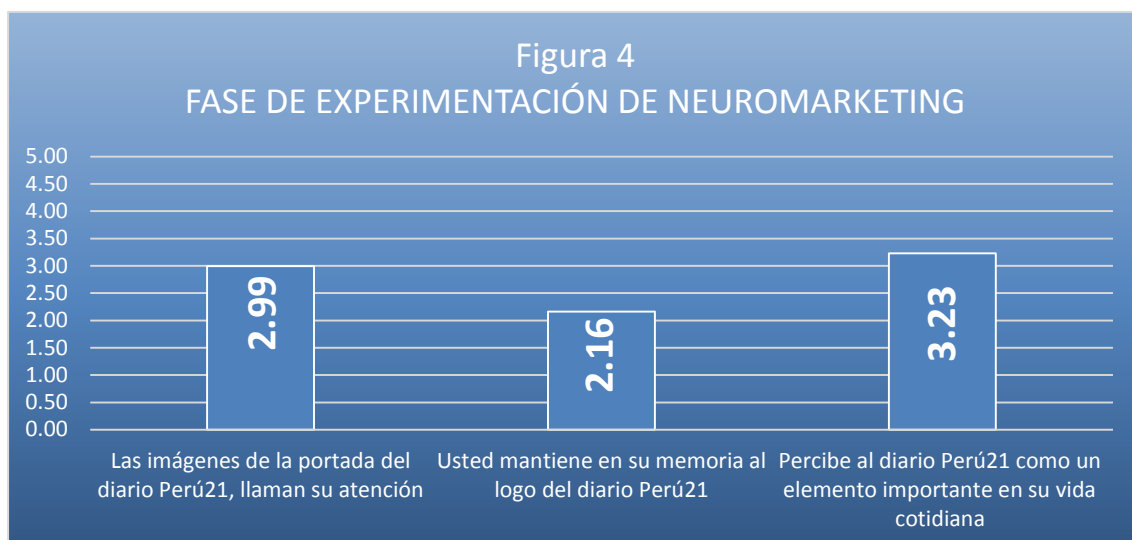 Figura 4
FASE DE EXPERIMENTACIÓN DE NEUROMARKETING
5.00
4.50
4.00
3.50
3.00
2.50
2.00
1.50
1.00
0.50
0.00
2.99
2.16
3.23
Las imágenes de la portada del
diario Perú21, llaman su atención
Usted mantiene en su memoria al
logo del diario Perú21
Percibe al diario Perú21 como un
elemento importante en su vida
cotidiana